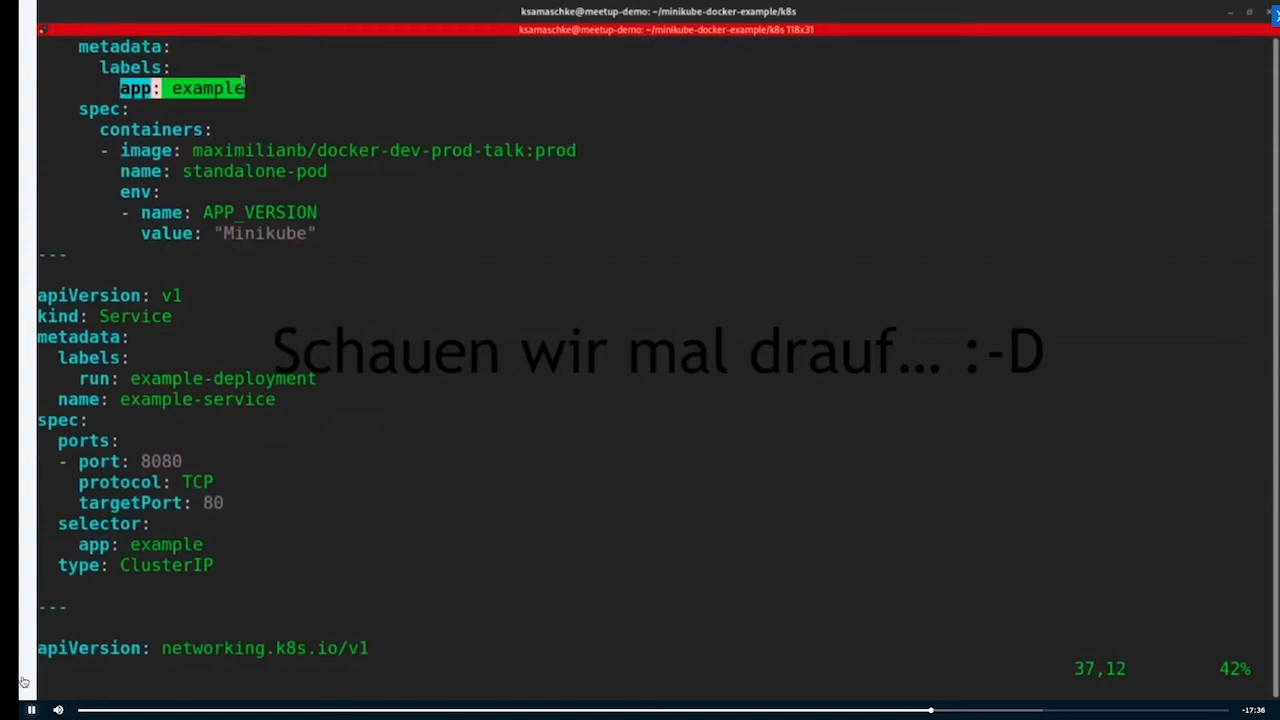 ksamaschke@meetup-demo: ~/minikube-docker-example/k8s
ksamaschke@meetup-demo: ~/minikube-docker-example/k8s 118x31
metadata:
labels:
app: example
spec:
containers:
- image: maximilianb/docker-dev-prod-talk:prod
name: standalone-pod
env:
- name: APP_VERSION
value: "Minikube"
---
apiVersion: v1
kind: Service
metadata:
labels:
run: example-deployment
name: example-service
spec:
ports:
- port: 8080
protocol: TCP
targetPort: 80
selector:
app: example
type: ClusterIP
---
apiVersion: networking.k8s.io/v1
37,12 42%
Schauen wir mal drauf... :-D
-17:36